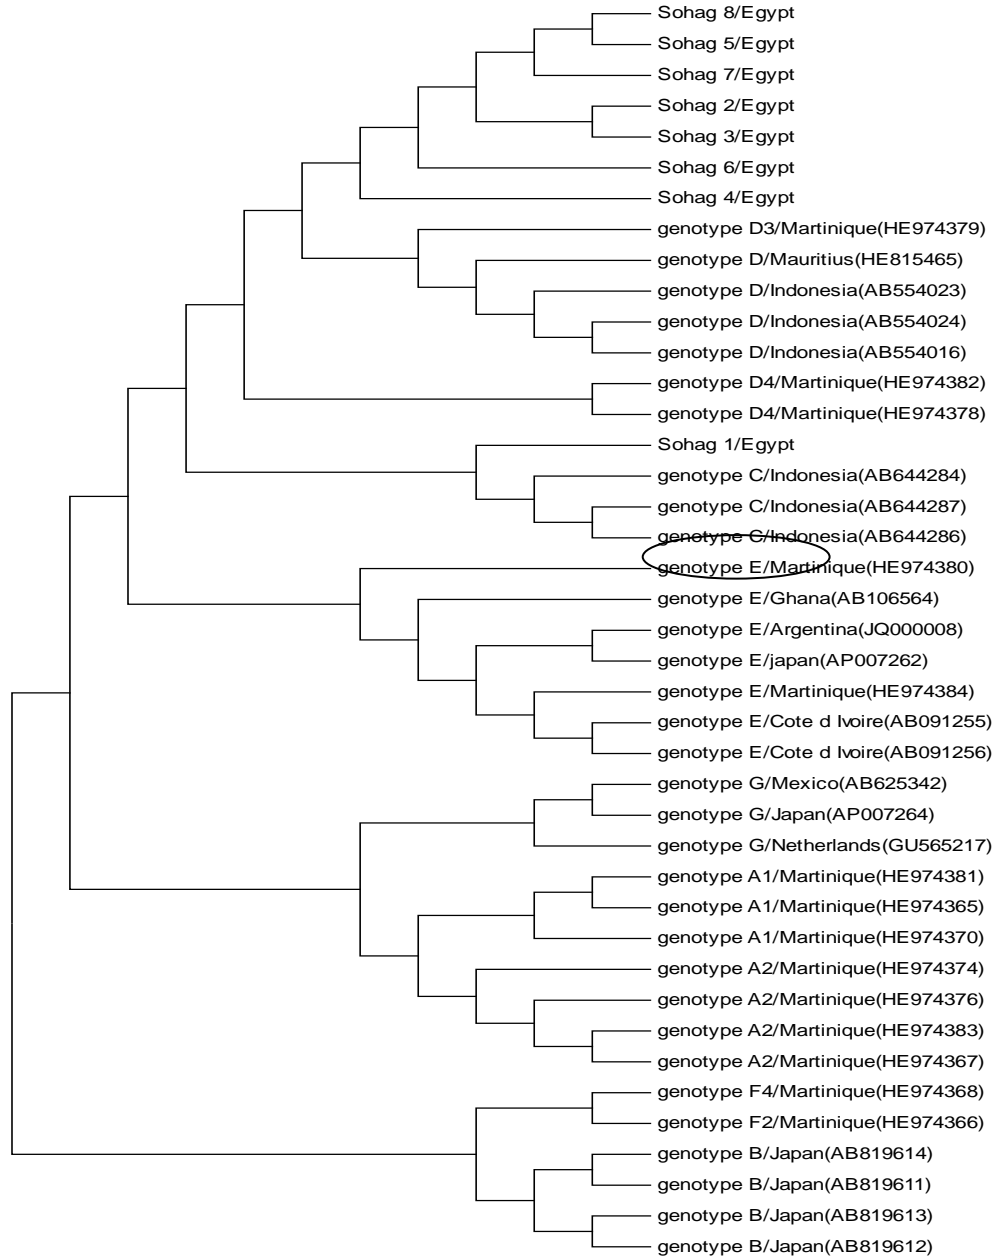 Sohag 8/Egypt
Sohag 5/Egypt
Sohag 7/Egypt
Sohag 2/Egypt
Sohag 3/Egypt
Sohag 6/Egypt
Sohag 4/Egypt
genotype D3/Martinique(HE974379)
genotype D/Mauritius(HE815465)
genotype D/Indonesia(AB554023)
genotype D/Indonesia(AB554024)
genotype D/Indonesia(AB554016)
genotype D4/Martinique(HE974382)
genotype D4/Martinique(HE974378)
Sohag 1/Egypt
genotype C/Indonesia(AB644284)
genotype C/Indonesia(AB644287)
genotype C/Indonesia(AB644286)
genotype E/Martinique(HE974380)
genotype E/Ghana(AB106564)
genotype E/Argentina(JQ000008)
genotype E/japan(AP007262)
genotype E/Martinique(HE974384)
genotype E/Cote d Ivoire(AB091255)
genotype E/Cote d Ivoire(AB091256)
genotype G/Mexico(AB625342)
genotype G/Japan(AP007264)
genotype G/Netherlands(GU565217)
genotype A1/Martinique(HE974381)
genotype A1/Martinique(HE974365)
genotype A1/Martinique(HE974370)
genotype A2/Martinique(HE974374)
genotype A2/Martinique(HE974376)
genotype A2/Martinique(HE974383)
genotype A2/Martinique(HE974367)
genotype F4/Martinique(HE974368)
genotype F2/Martinique(HE974366)
genotype B/Japan(AB819614)
genotype B/Japan(AB819611)
genotype B/Japan(AB819613)
genotype B/Japan(AB819612)